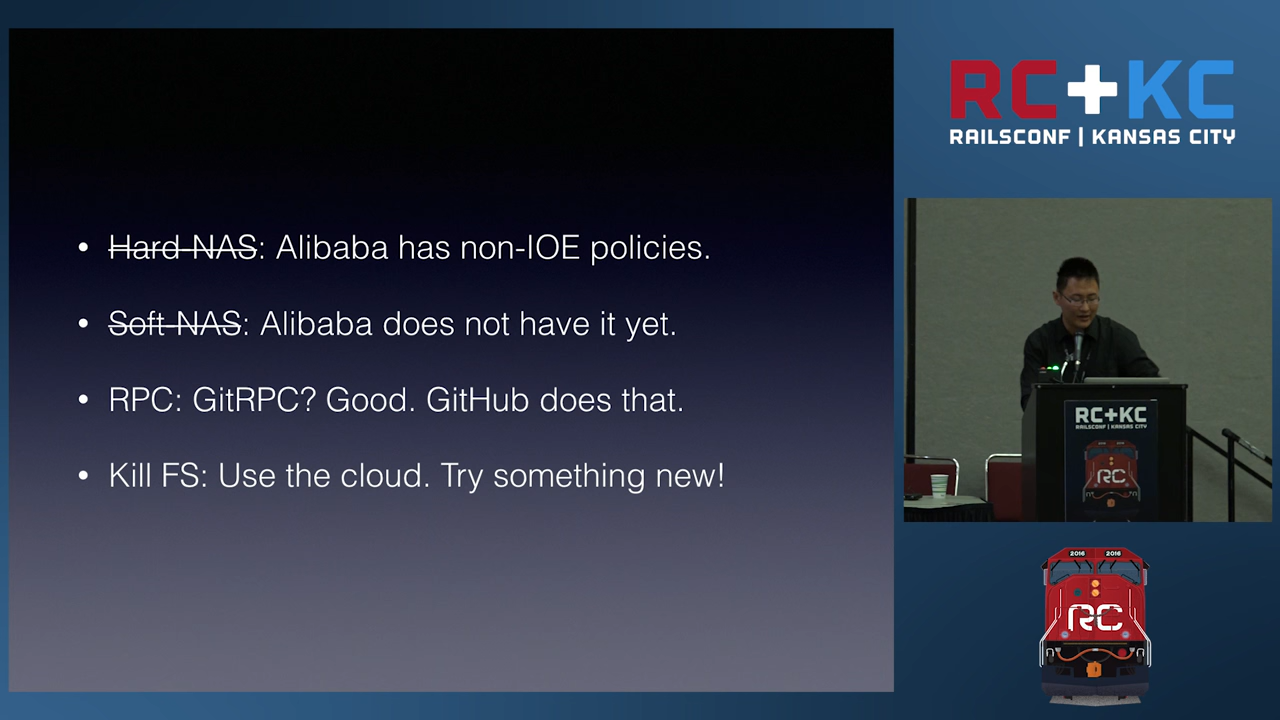 • Hard NAS: Alibaba has non-IOE policies.
• Soft NAS: Alibaba does not have it yet.
• RPC: GitRPC? Good. GitHub does that.
• Kill FS: Use the cloud. Try something new!
RC+KC
RAILSCONF | KANSAS CITY
RC+KC
RAILSCONF | KANSAS CITY
RC
2016 2016
RC